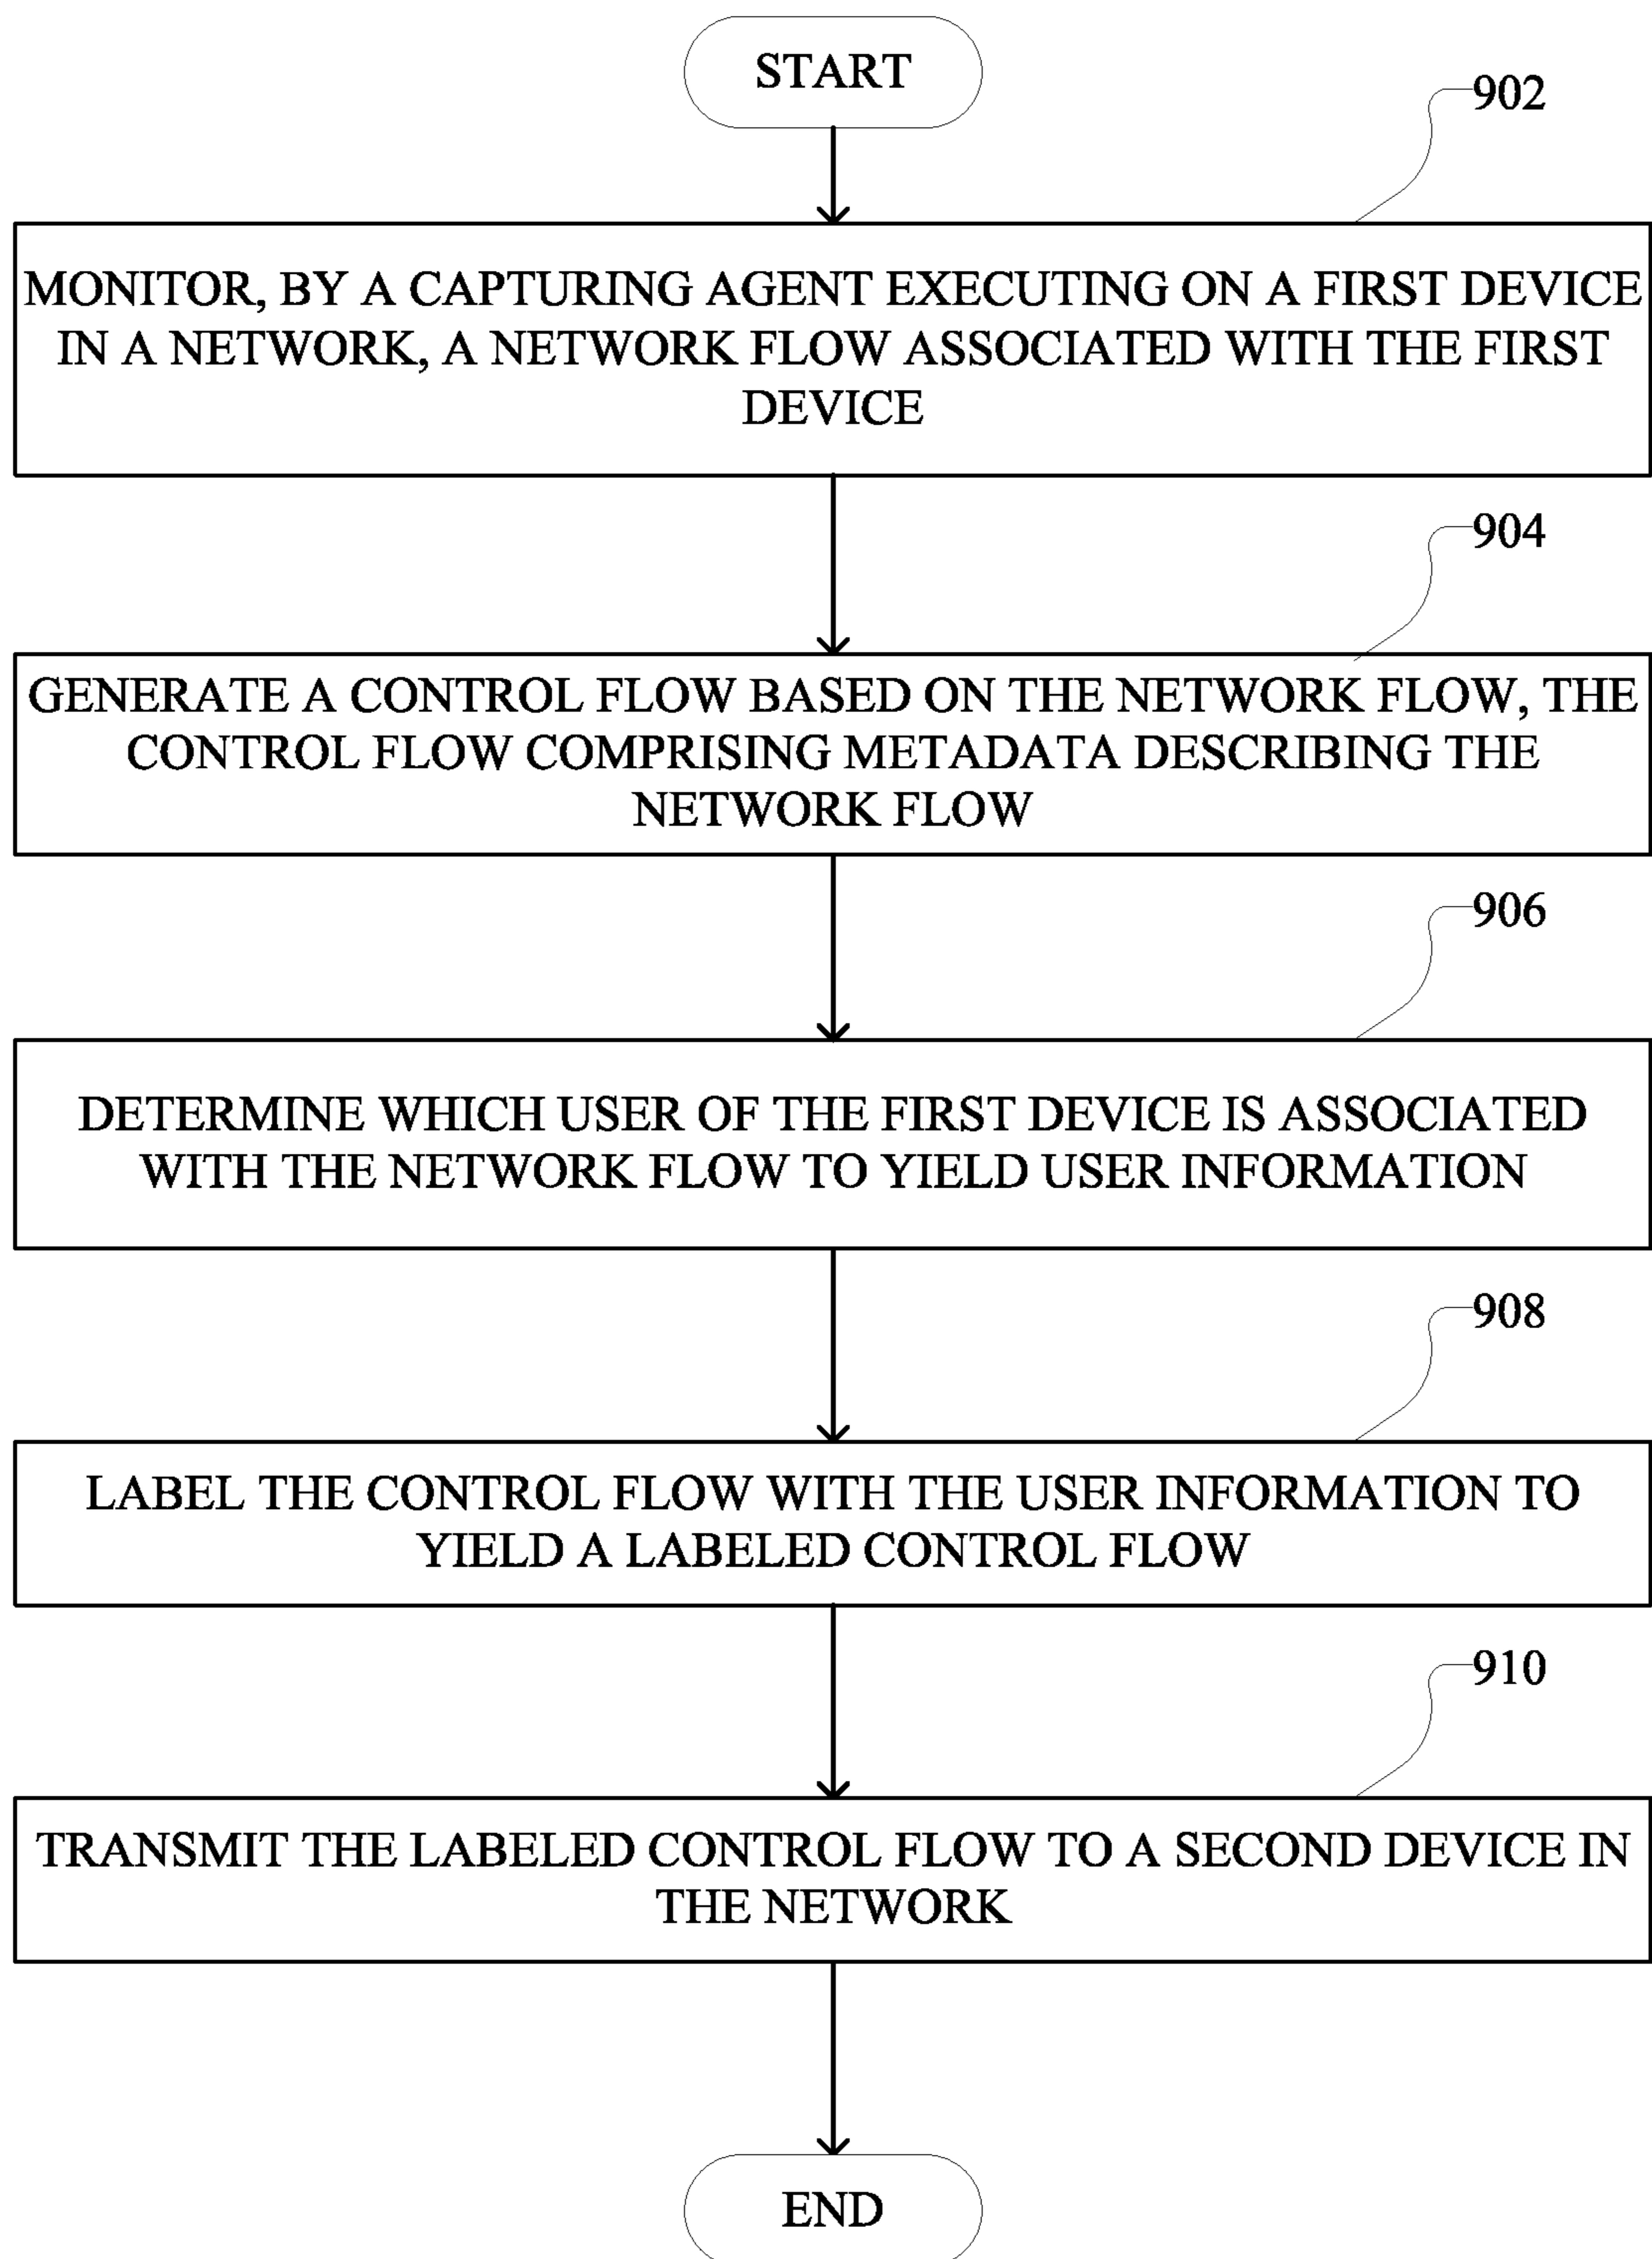 START
902
MONITOR, BY A CAPTURING AGENT EXECUTING ON A FIRST DEVICE
IN A NETWORK, A NETWORK FLOW ASSOCIATED WITH THE FIRST
DEVICE
904
GENERATE A CONTROL FLOW BASED ON THE NETWORK FLOW, THE
CONTROL FLOW COMPRISING METADATA DESCRIBING THE
NETWORK FLOW
906
DETERMINE WHICH USER OF THE FIRST DEVICE IS ASSOCIATED
WITH THE NETWORK FLOW TO YIELD USER INFORMATION
908
LABEL THE CONTROL FLOW WITH THE USER INFORMATION TO
YIELD A LABELED CONTROL FLOW
910
TRANSMIT THE LABELED CONTROL FLOW TO A SECOND DEVICE IN
THE NETWORK
END